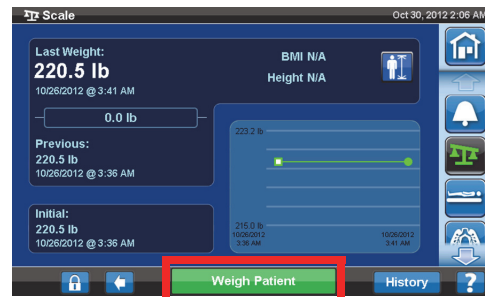 Scale
Oct 30, 2012 2:06 AM
Last Weight:
220.5 lb
10/26/2012 @ 3:41 AM
BMI N/A
Height N/A
0.0 lb
Previous:
220.5 lb
10/26/2012 @ 3:36 AM
Initial:
220.5 lb
10/26/2012 @ 3:36 AM
223.2 lb
215.0 lb
10/26/2012
3:36 AM
10/26/2012
3:41 AM
Weigh Patient
History
?